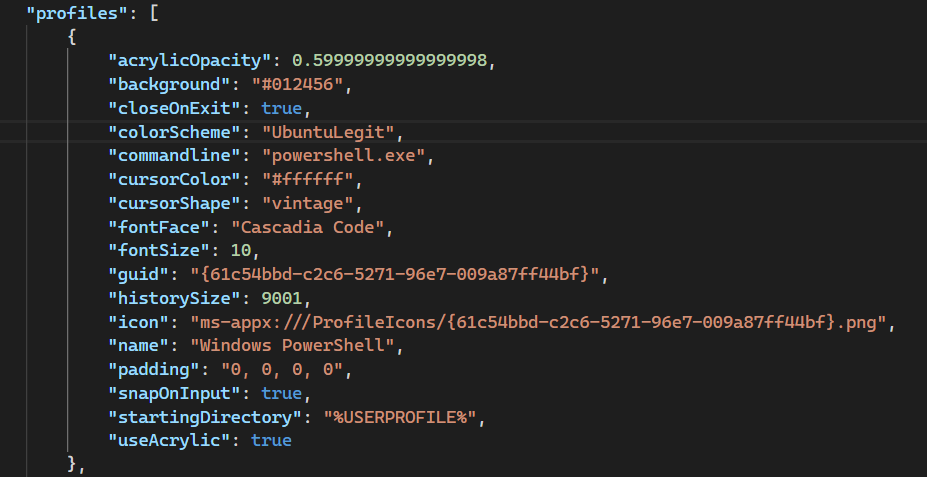 "profiles": [
{
"acrylicOpacity": 0.59999999999999998,
"background": "#012456",
"closeOnExit": true,
"colorScheme": "UbuntuLegit",
"commandline": "powershell.exe",
"cursorColor": "#ffffff",
"cursorShape": "vintage",
"fontFace": "Cascadia Code",
"fontSize": 10,
"guid": "{61c54bbd-c2c6-5271-96e7-009a87ff44bf}",
"historySize": 9001,
"icon": "ms-appx:///ProfileIcons/{61c54bbd-c2c6-5271-96e7-009a87ff44bf}.png",
"name": "Windows PowerShell",
"padding": "0, 0, 0, 0",
"snapOnInput": true,
"startingDirectory": "%USERPROFILE%",
"useAcrylic": true
},